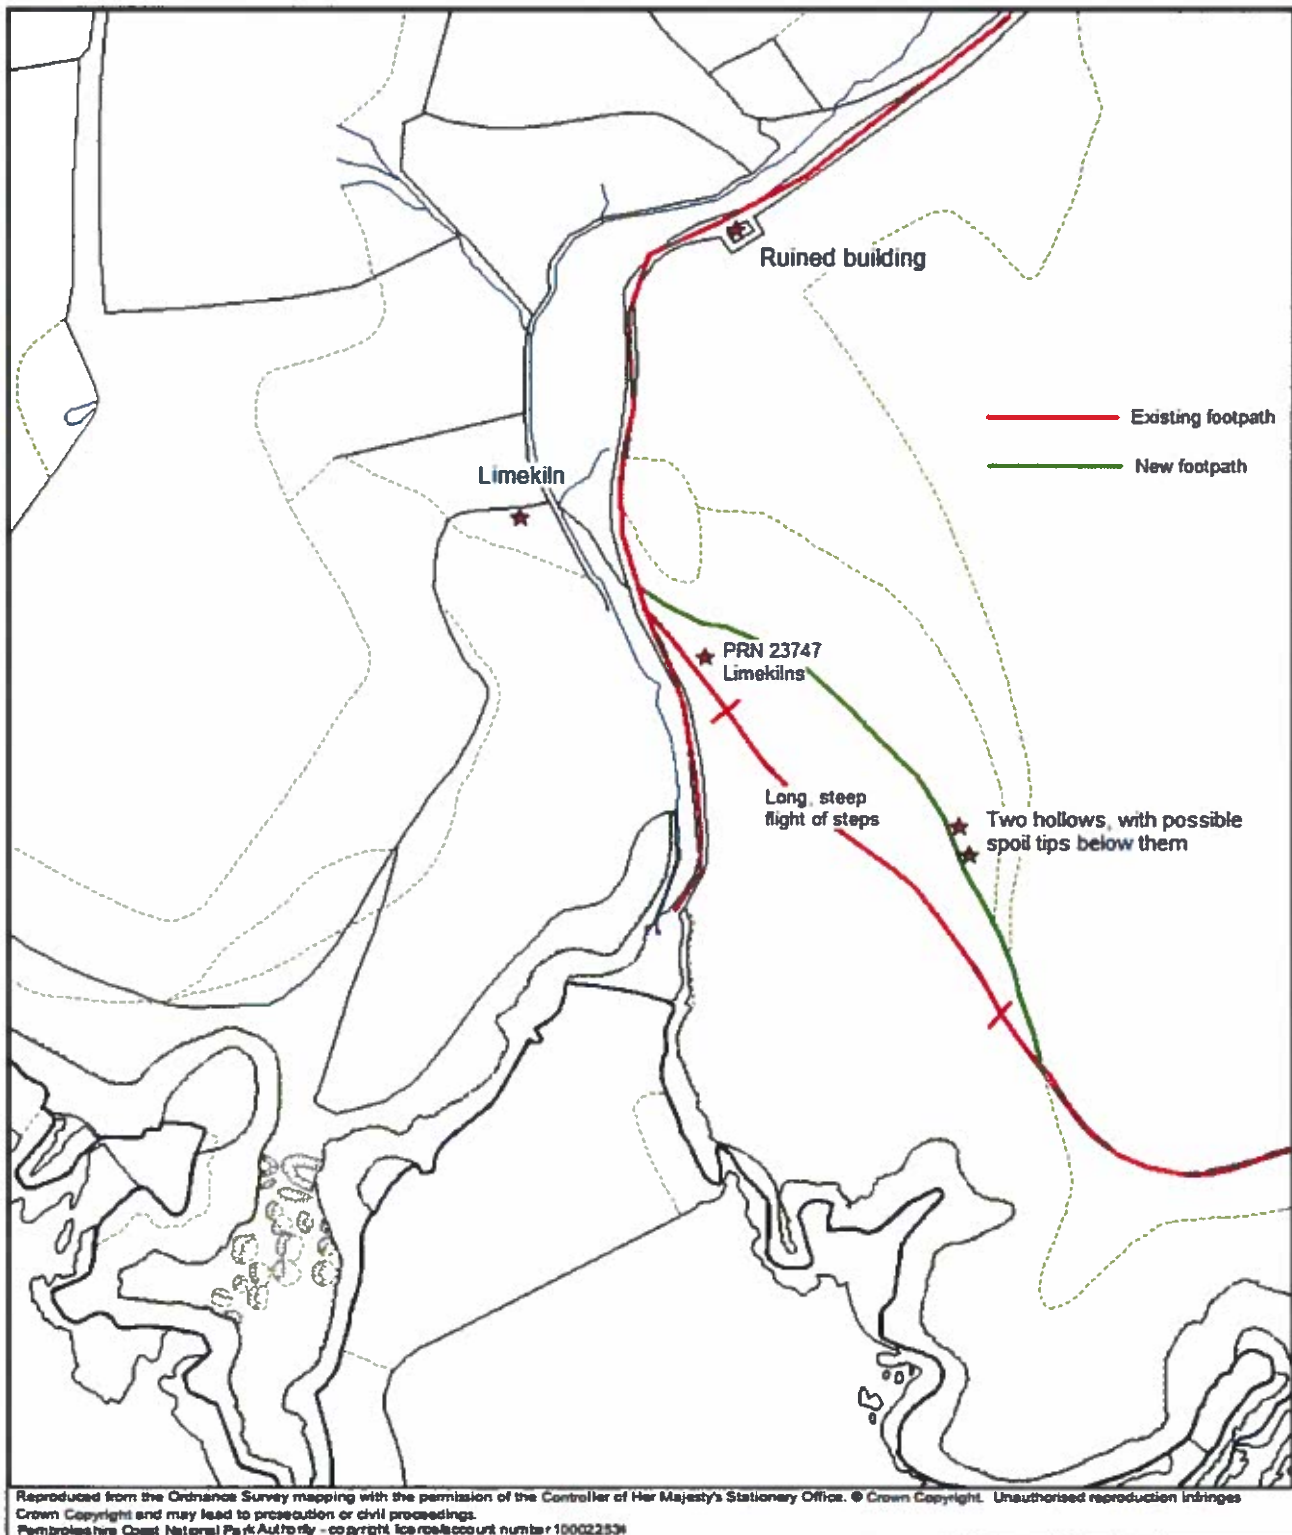 Ruined building
Existing footpath
New footpath
Limekiln
PRN 23747
Limekilns
Long, steep
flight of steps
Two hollows, with possible
spoil tips below them
Reproduced from the Ordnance Survey mapping with the permission of the Controller of Her Majesty's Stationery Office. © Crown Copyright. Unauthorised reproduction infringes
Crown Copyright and may lead to prosecution or civil proceedings.
Pembrokeshire Coast National Park Authority - copyright licence/account number 100022534